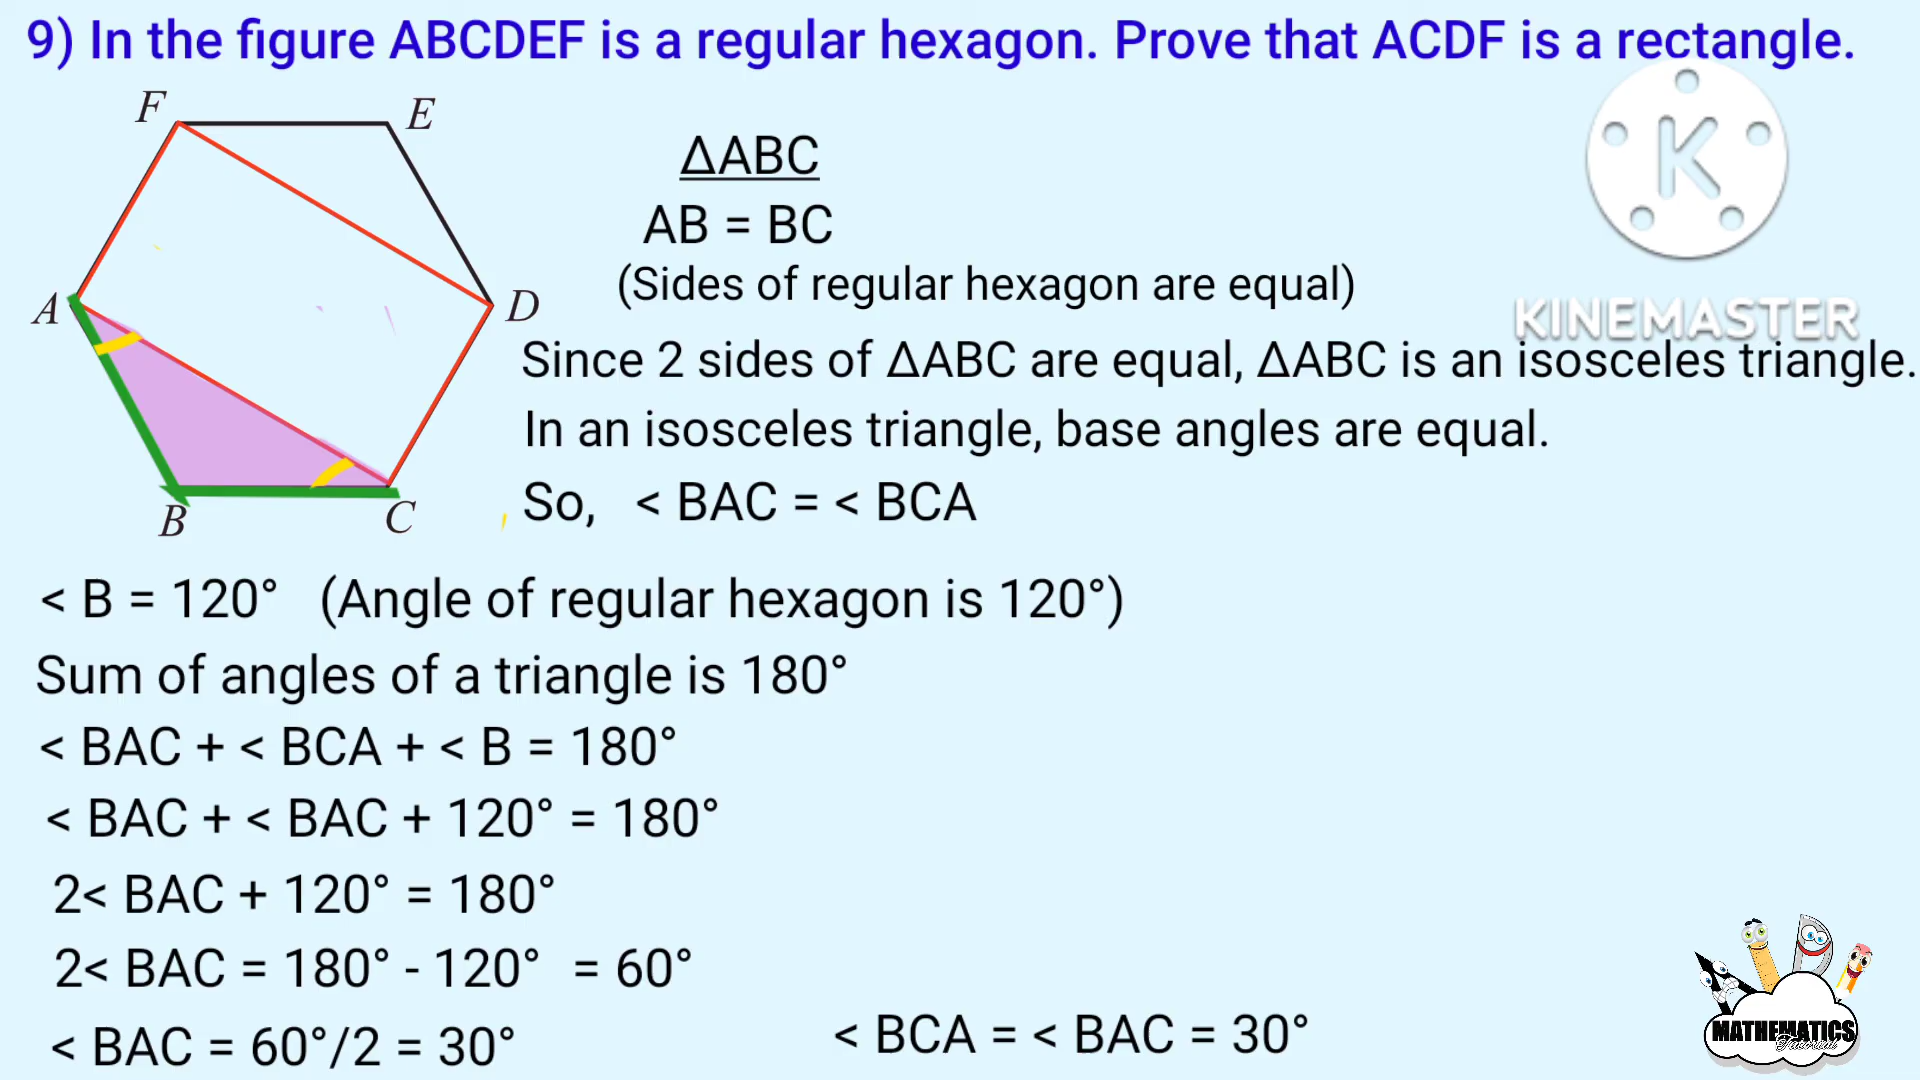 9) In the figure ABCDEF is a regular hexagon. Prove that ACDF is a rectangle.
F
E
A
D
B
C
ΔABC
AB = BC
(Sides of regular hexagon are equal)
K
KINEMASTER
Since 2 sides of ΔABC are equal, ΔABC is an isosceles triangle.
In an isosceles triangle, base angles are equal.
So, < BAC = < BCA
< B = 120° (Angle of regular hexagon is 120°)
Sum of angles of a triangle is 180°
< BAC + < BCA + < B = 180°
< BAC + < BAC + 120° = 180°
2< BAC + 120° = 180°
2< BAC = 180° - 120° = 60°
< BAC = 60°/2 = 30°
< BCA = < BAC = 30°
MATHEMATICS